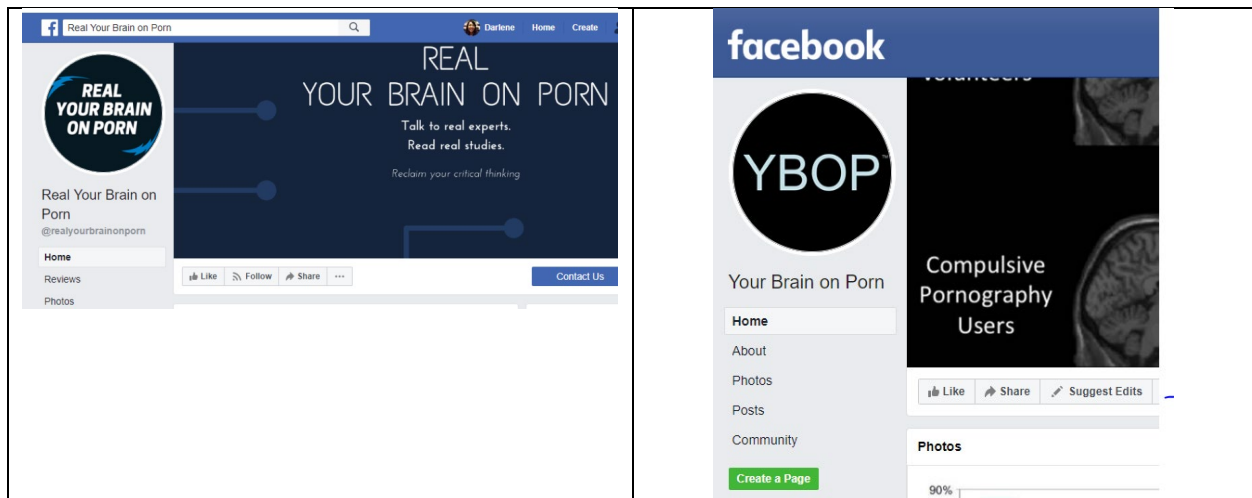 Real Your Brain on Porn
Darlene Home Create
REAL
YOUR BRAIN
ON PORN
REAL
YOUR BRAIN ON PORN
Talk to real experts.
Read real studies.
Reclaim your critical thinking
Real Your Brain on
Porn
@realyourbrainonporn
Home
Reviews
Photos
Like Follow Share ...
Contact Us
facebook
Volunteers
YBOP
Compulsive
Pornography
Users
Your Brain on Porn
Home
About
Photos
Posts
Community
Create a Page
Like Share Suggest Edits
Photos
90%